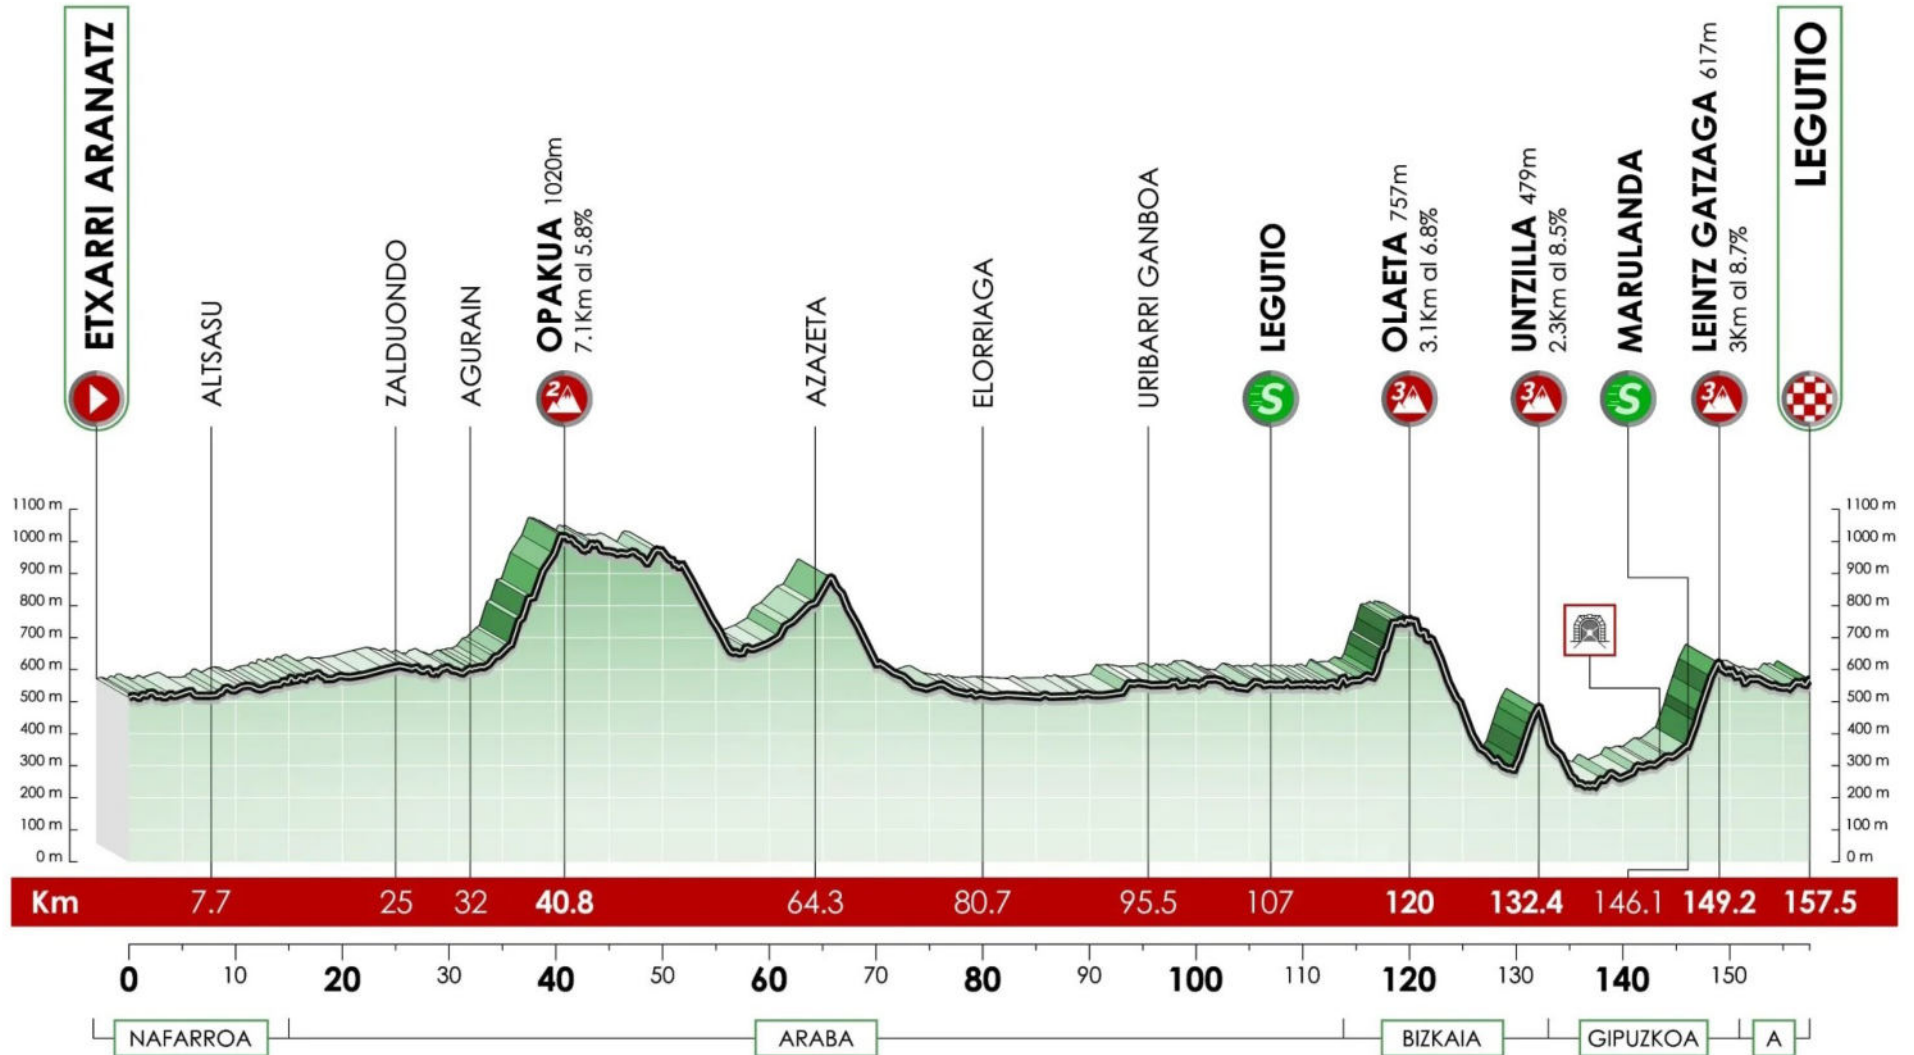 ETXARRI ARANATZ
ALTSASU
ZALDUONDO
AGURAIN
OPAKUA 1020m
7.1Km al 5.8%
2
AZAZETA
ELORRIAGA
URIBARRI GANBOA
LEGUTIO
S
OLAETA 757m
3.1Km al 6.8%
3
UNTZILLA 479m
2.3Km al 8.5%
3
MARULANDA
S
LEINTZ GATZAGA 617m
3Km al 8.7%
3
LEGUTIO
1100 m
1000 m
900 m
800 m
700 m
600 m
500 m
400 m
300 m
200 m
100 m
0 m
1100 m
1000 m
900 m
800 m
700 m
600 m
500 m
400 m
300 m
200 m
100 m
0 m
Km 7.7 25 32 40.8 64.3 80.7 95.5 107 120 132.4 146.1 149.2 157.5
0 10 20 30 40 50 60 70 80 90 100 110 120 130 140 150
NAFARROA ARABA BIZKAIA GIPUZKOA A